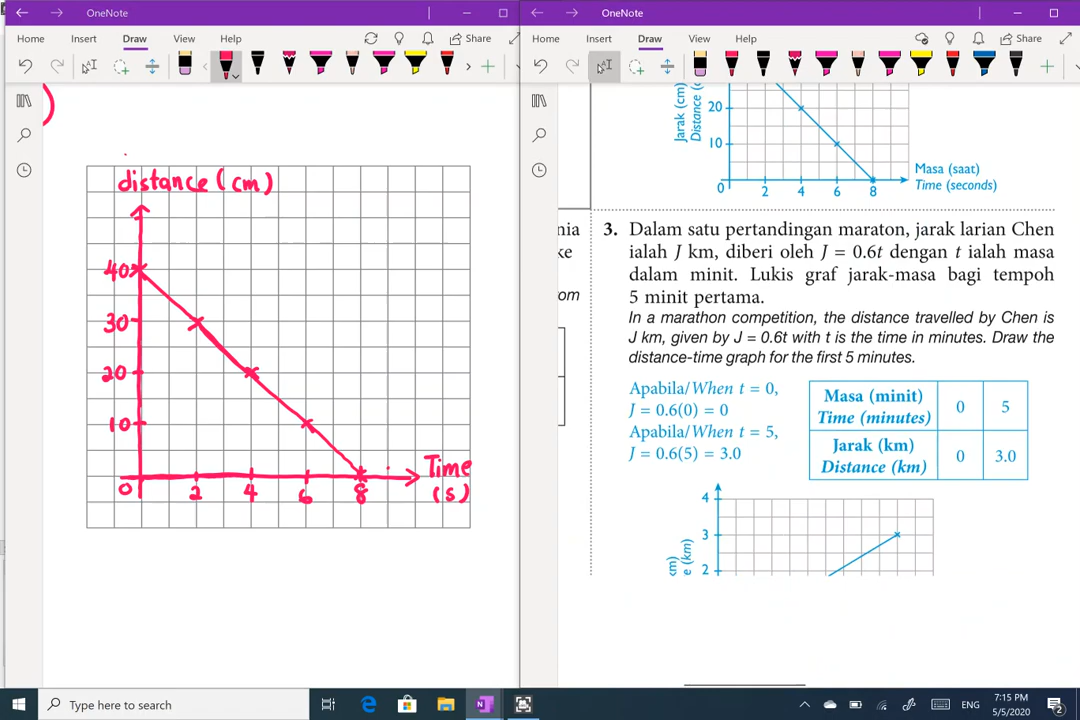 OneNote
Home Insert Draw View Help Share
)
distance (cm)
40
30
20
10
0 2 4 6 8
Time
(s)
OneNote
Home Insert Draw View Help Share
Jarak (cm)
20
10
0 2 4 6 8
Masa (saat)
Time (seconds)
nia
ke
om
3. Dalam satu pertandingan maraton, jarak larian Chen
ialah J km, diberi oleh J = 0.6t dengan t ialah masa
dalam minit. Lukis graf jarak-masa bagi tempoh
5 minit pertama.
In a marathon competition, the distance travelled by Chen is
J km, given by J = 0.6t with t is the time in minutes. Draw the
distance-time graph for the first 5 minutes.
Apabila/When t = 0,
J = 0.6(0) = 0
Apabila/When t = 5,
J = 0.6(5) = 3.0
Masa (minit)
Time (minutes)
0 5
Jarak (km)
Distance (km)
0 3.0
4
3
2
Type here to search
ENG
7:15 PM
5/5/2020
2